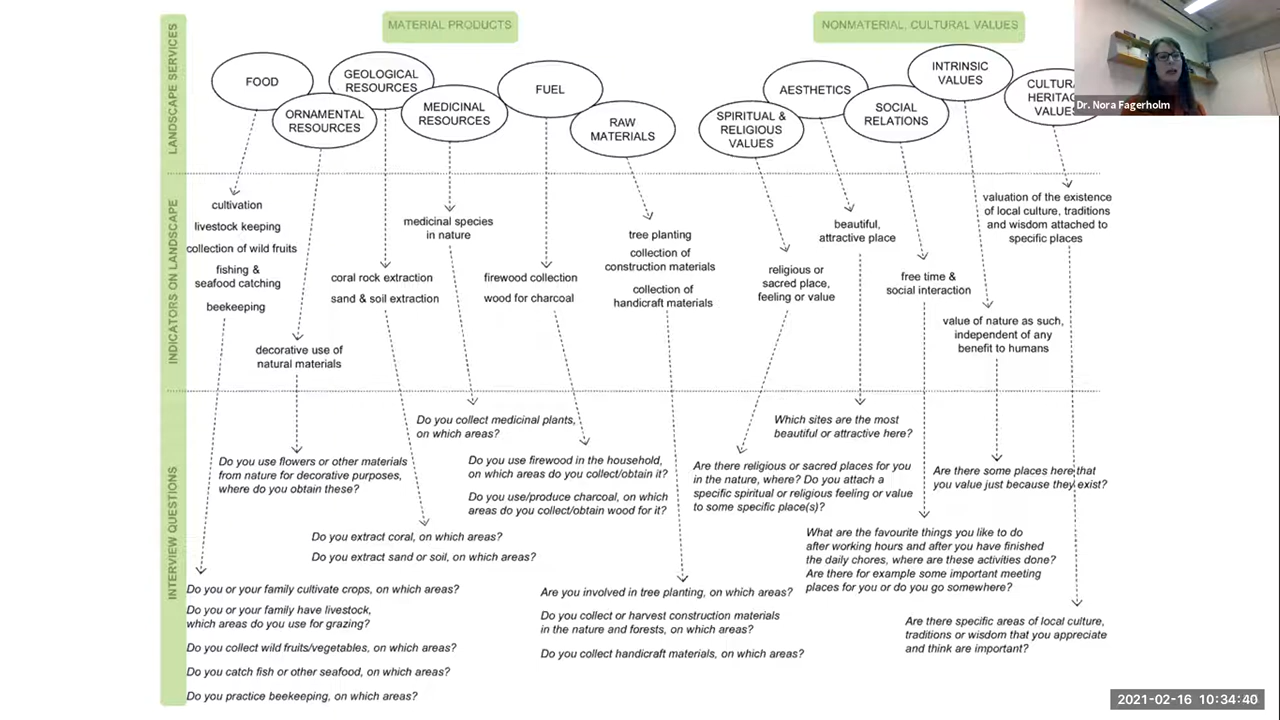 MATERIAL PRODUCTS
NONMATERIAL, CULTURAL VALUES
LANDSCAPE SERVICES
FOOD
ORNAMENTAL
RESOURCES
GEOLOGICAL
RESOURCES
MEDICINAL
RESOURCES
FUEL
RAW
MATERIALS
SPIRITUAL &
RELIGIOUS
VALUES
AESTHETICS
SOCIAL
RELATIONS
INTRINSIC
VALUES
HERITAGE
VALUES
Dr. Nora Fagerholm
INDICATORS ON LANDSCAPE
cultivation
livestock keeping
collection of wild fruits
fishing &
seafood catching
beekeeping
decorative use of
natural materials
coral rock extraction
sand & soil extraction
medicinal species
in nature
firewood collection
wood for charcoal
tree planting
collection of
construction materials
collection of
handicraft materials
religious or
sacred place,
feeling or value
beautiful,
attractive place
free time &
social interaction
value of nature as such,
independent of any
benefit to humans
valuation of the existence
of local culture, traditions
and wisdom attached to
specific places
INTERVIEW QUESTIONS
Do you or your family cultivate crops, on which areas?
Do you or your family have livestock,
which areas do you use for grazing?
Do you collect wild fruits/vegetables, on which areas?
Do you catch fish or other seafood, on which areas?
Do you practice beekeeping, on which areas?
Do you use flowers or other materials
from nature for decorative purposes,
where do you obtain these?
Do you extract coral, on which areas?
Do you extract sand or soil, on which areas?
Do you collect medicinal plants,
on which areas?
Do you use firewood in the household,
on which areas do you collect/obtain it?
Do you use/produce charcoal, on which
areas do you collect/obtain wood for it?
Are you involved in tree planting, on which areas?
Do you collect or harvest construction materials
in the nature and forests, on which areas?
Do you collect handicraft materials, on which areas?
Are there religious or sacred places for you
in the nature, where? Do you attach a
specific spiritual or religious feeling or value
to some specific place(s)?
Which sites are the most
beautiful or attractive here?
What are the favourite things you like to do
after working hours and after you have finished
the daily chores, where are these activities done?
Are there for example some important meeting
places for you or do you go somewhere?
Are there some places here that
you value just because they exist?
Are there specific areas of local culture,
traditions or wisdom that you appreciate
and think are important?
2021-02-16 10:34:40